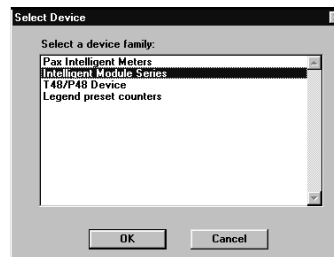 Select Device
Select a device family:
Pax Intelligent Meters
Intelligent Module Series
T48/P48 Device
Legend preset counters
OK Cancel